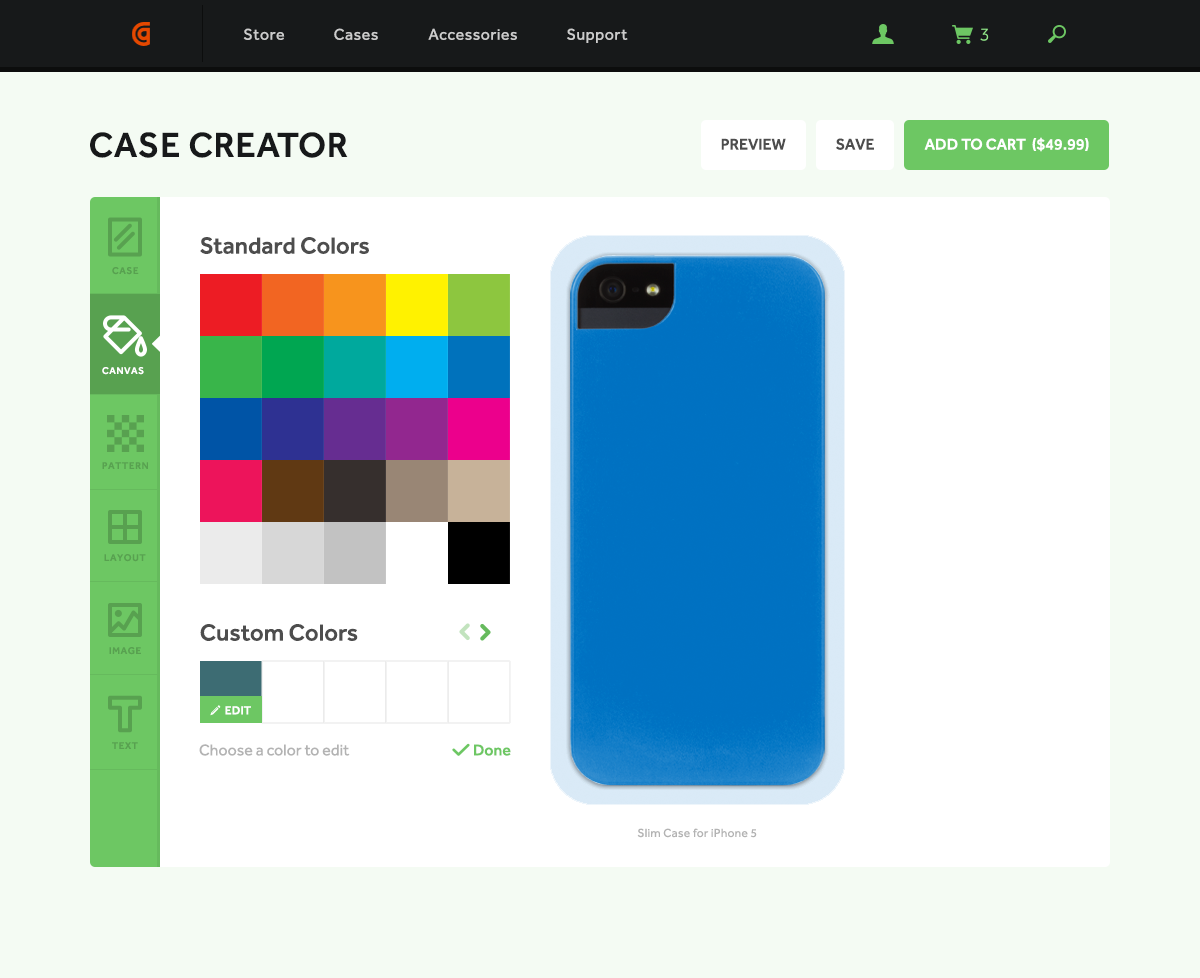 Store Cases Accessories Support 3
CASE CREATOR PREVIEW SAVE ADD TO CART ($49.99)
CASE
CANVAS
PATTERN
LAYOUT
IMAGE
TEXT
Standard Colors
Custom Colors
EDIT
Choose a color to edit Done
Slim Case for iPhone 5